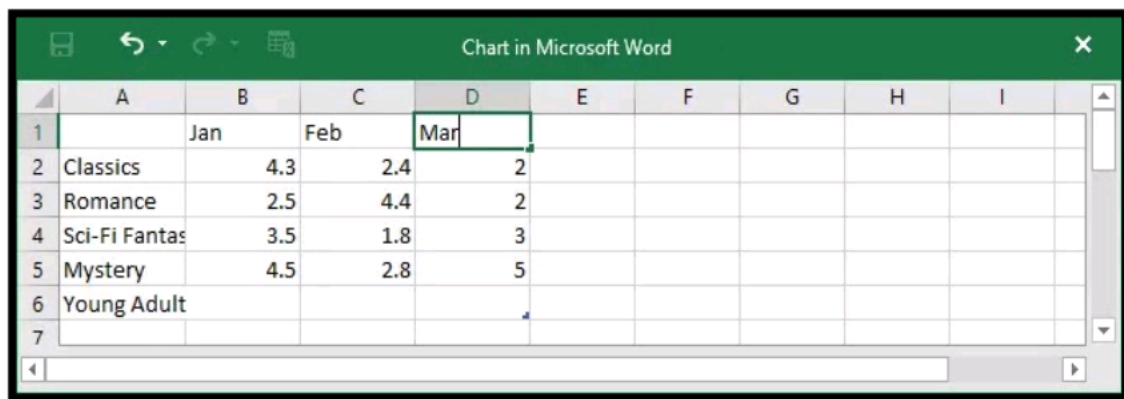 Chart in Microsoft Word
A B C D E F G H I
1 Jan Feb Mar
2 Classics 4.3 2.4 2
3 Romance 2.5 4.4 2
4 Sci-Fi Fantas 3.5 1.8 3
5 Mystery 4.5 2.8 5
6 Young Adult
7